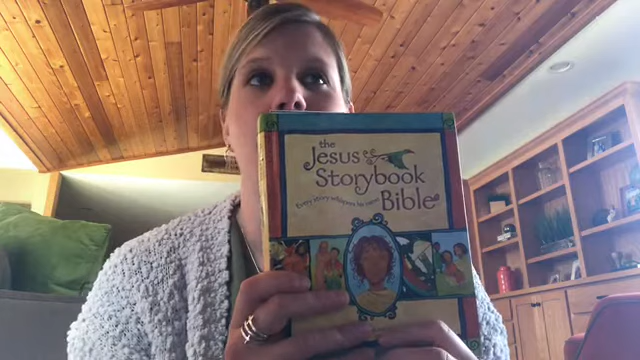 the
Jesus
Storybook
Every story whispers his name
Bible